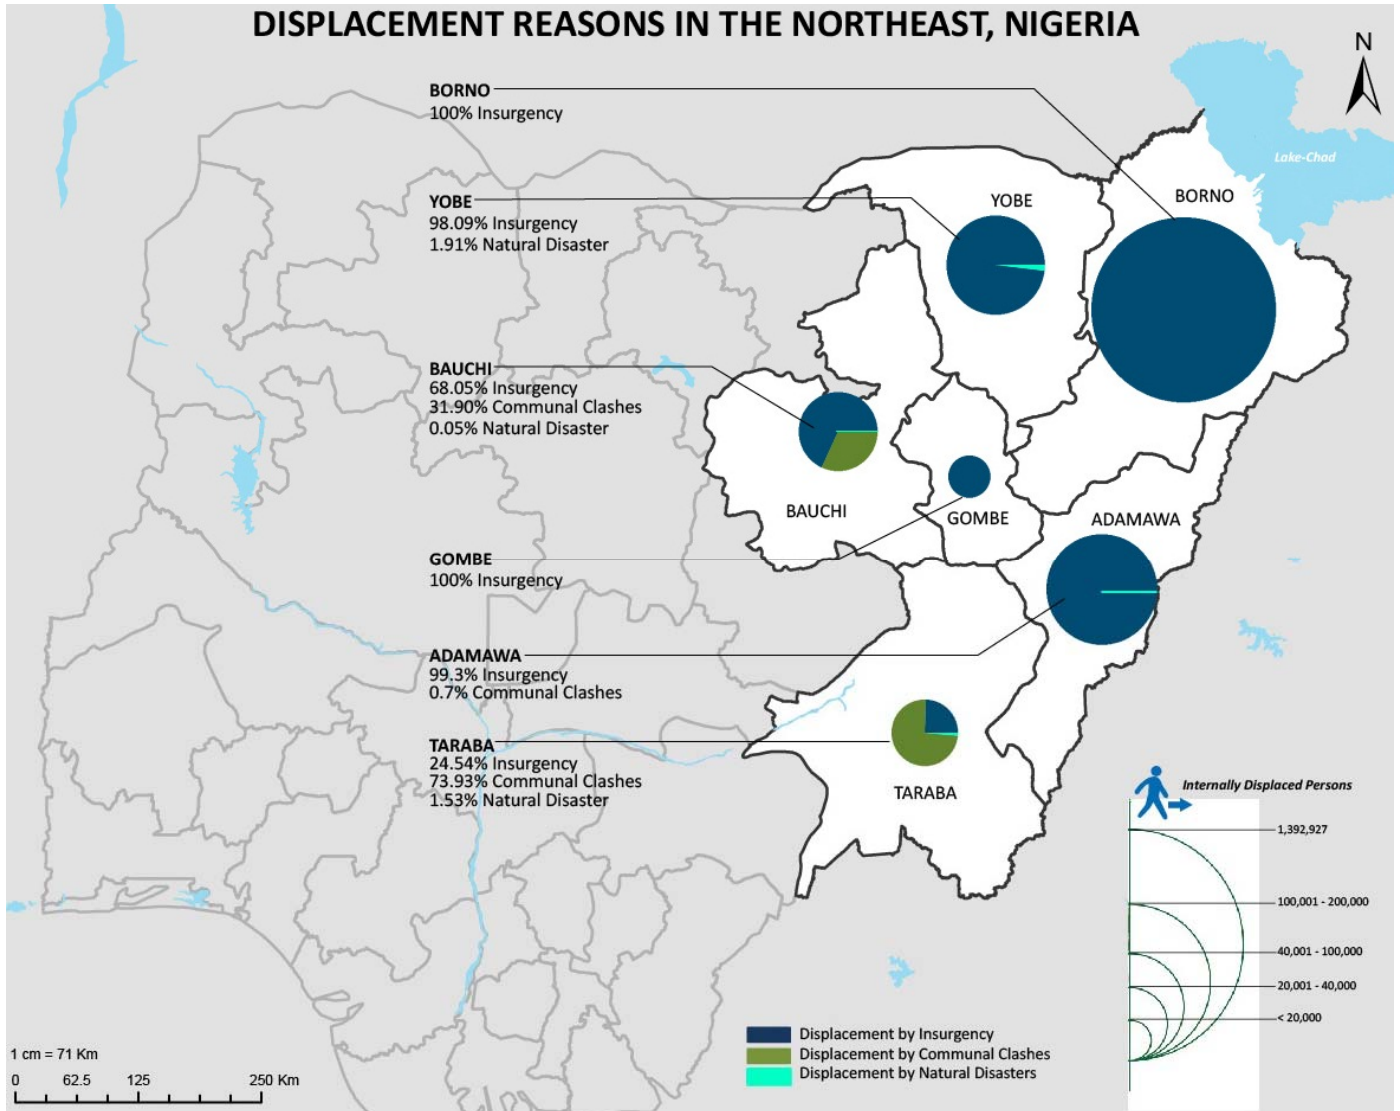 DISPLACEMENT REASONS IN THE NORTHEAST, NIGERIA
N
BORNO
100% Insurgency
Lake-Chad
BORNO
YOBE
YOBE
98.09% Insurgency
1.91% Natural Disaster
BAUCHI
68.05% Insurgency
31.90% Communal Clashes
0.05% Natural Disaster
BAUCHI
GOMBE
ADAMAWA
GOMBE
100% Insurgency
ADAMAWA
99.3% Insurgency
0.7% Communal Clashes
TARABA
24.54% Insurgency
73.93% Communal Clashes
1.53% Natural Disaster
TARABA
Internally Displaced Persons
1,392,927
100,001 - 200,000
40,001 - 100,000
20,001 - 40,000
< 20,000
Displacement by Insurgency
Displacement by Communal Clashes
Displacement by Natural Disasters
1 cm = 71 Km
0 62.5 125 250 Km